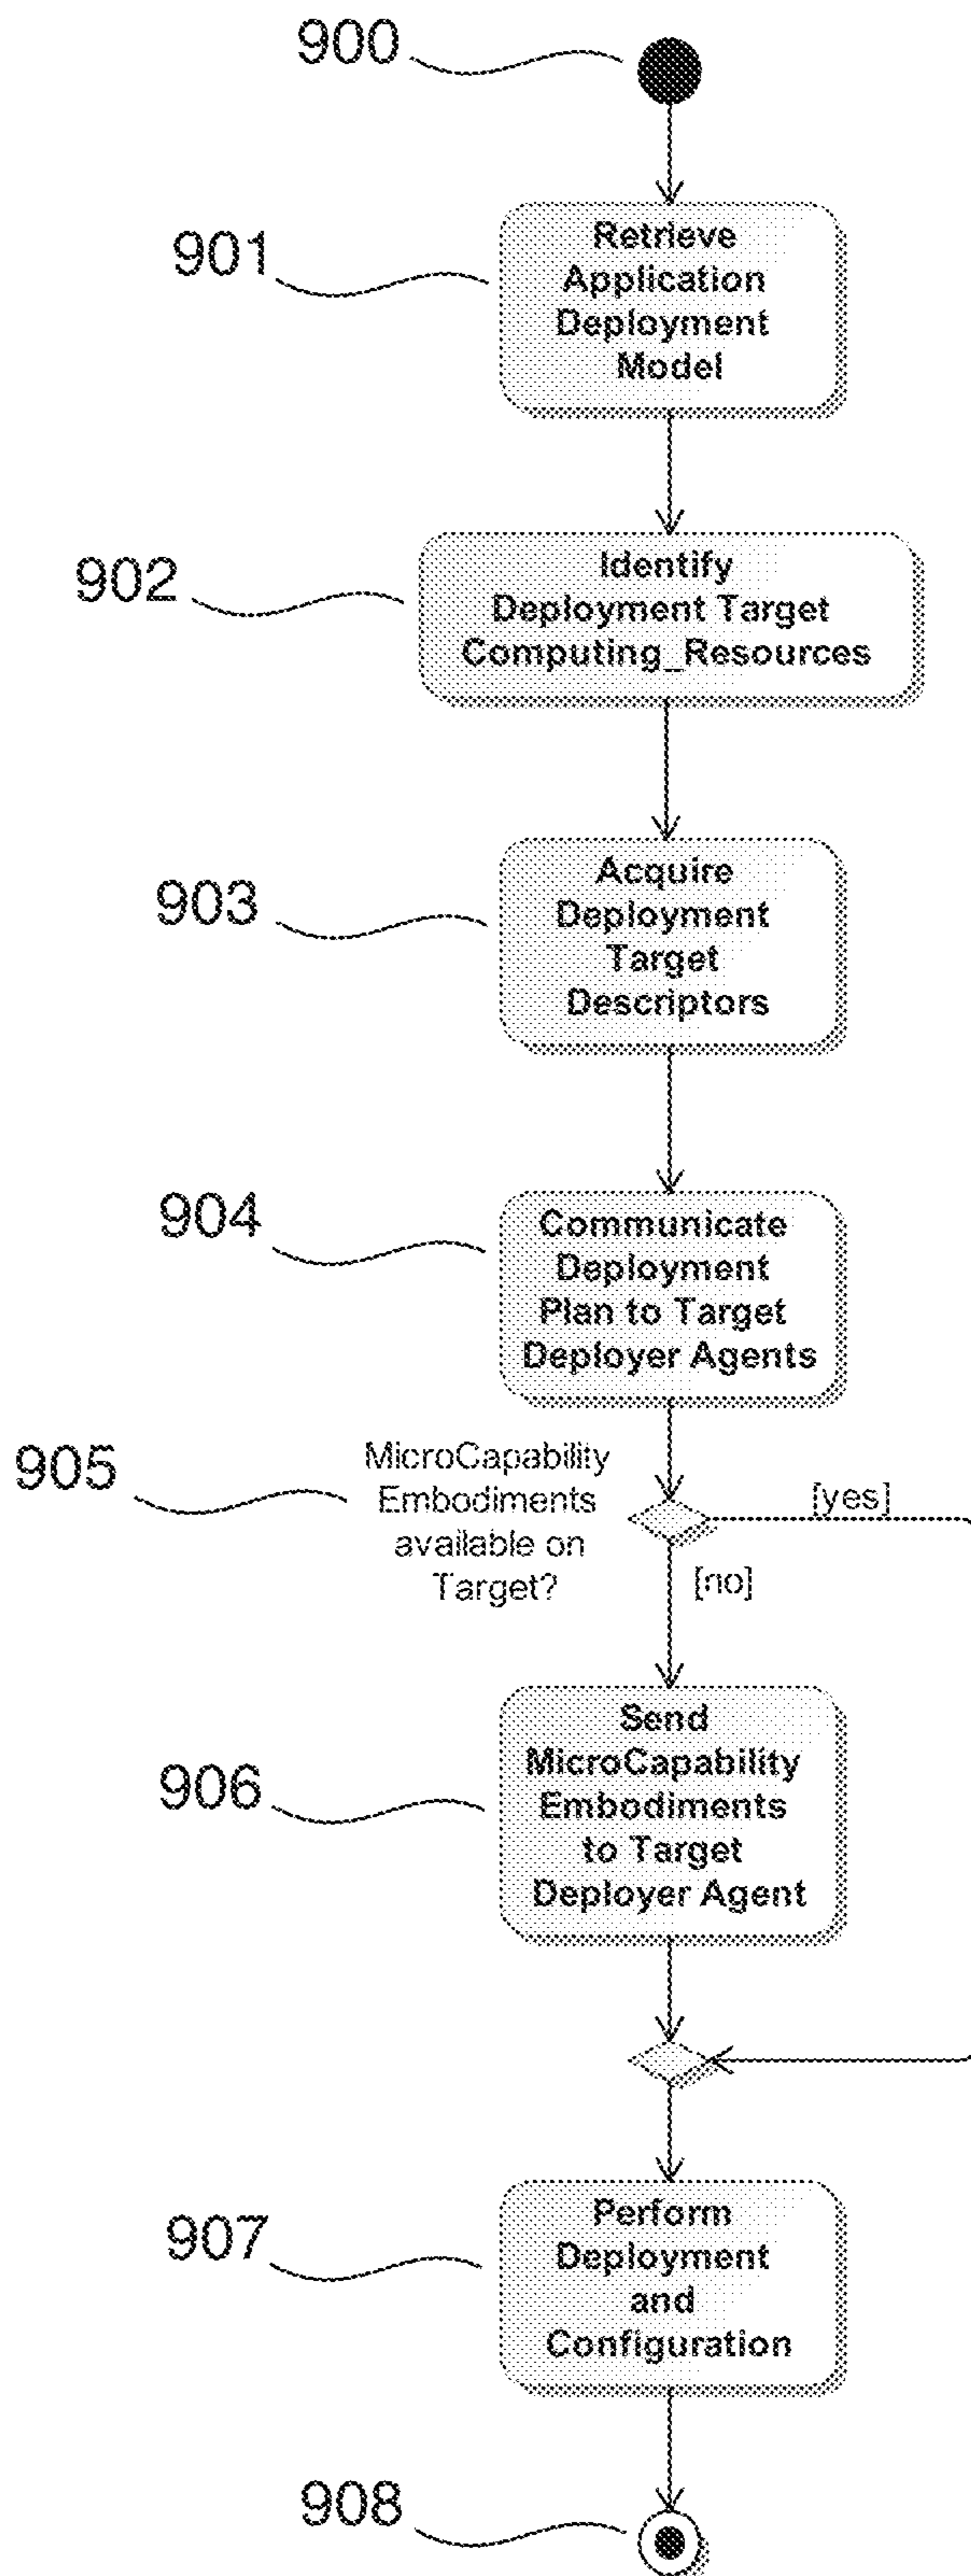 900
901
Retrieve
Application
Deployment
Model
902
Identify
Deployment Target
Computing_Resources
903
Acquire
Deployment
Target
Descriptors
904
Communicate
Deployment
Plan to Target
Deployer Agents
905
MicroCapability
Embodiments
available on
Target?
[yes]
[no]
906
Send
MicroCapability
Embodiments
to Target
Deployer Agent
907
Perform
Deployment
and
Configuration
908